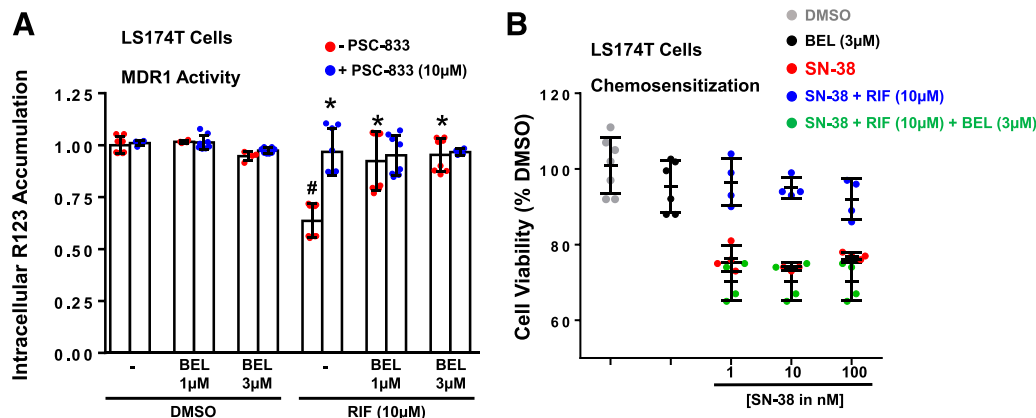 A
LS174T Cells
MDR1 Activity
- PSC-833
+ PSC-833 (10µM)
Intracellular R123 Accumulation
1.25
1.00
0.75
0.50
0.25
0.00
#
*
*
*
-
BEL
1µM
BEL
3µM
-
BEL
1µM
BEL
3µM
DMSO
RIF (10µM)
B
LS174T Cells
Chemosensitization
DMSO
BEL (3µM)
SN-38
SN-38 + RIF (10µM)
SN-38 + RIF (10µM) + BEL (3µM)
Cell Viability (% DMSO)
120
100
80
60
1
10
100
[SN-38 in nM]